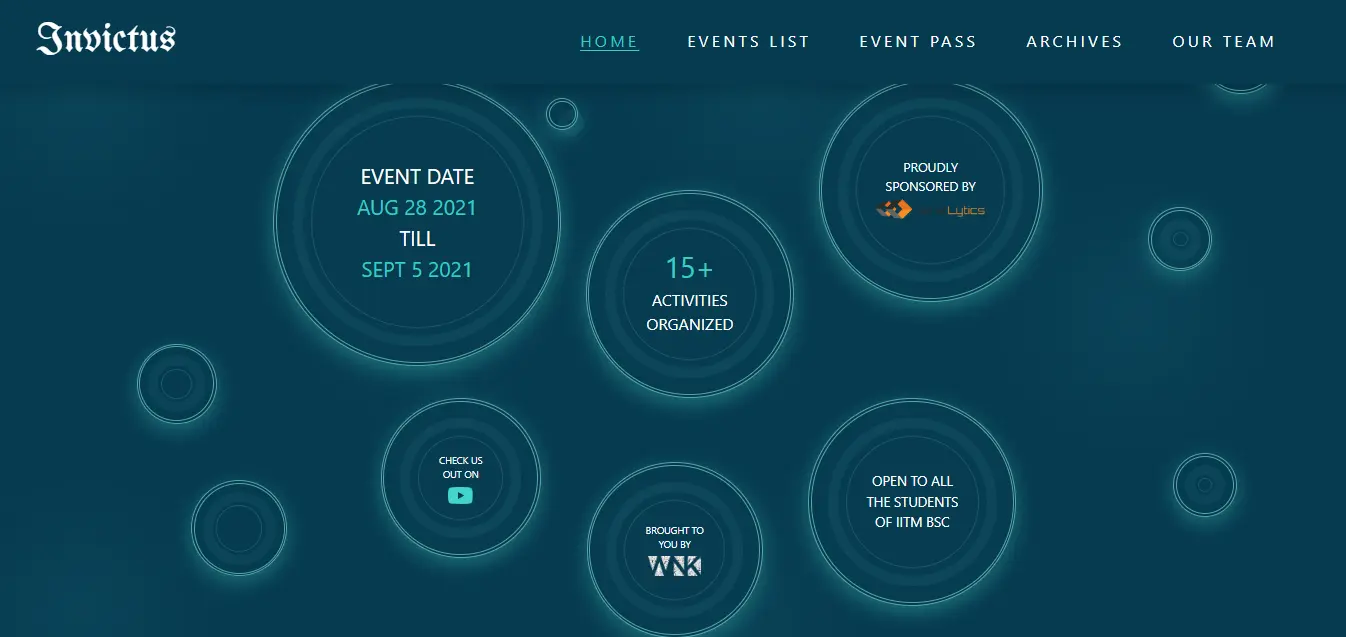 Invictus
HOME
EVENTS LIST
EVENT PASS
ARCHIVES
OUR TEAM
EVENT DATE
AUG 28 2021
TILL
SEPT 5 2021
15+
ACTIVITIES
ORGANIZED
PROUDLY
SPONSORED BY
Lytics
CHECK US
OUT ON
BROUGHT TO
YOU BY
WNK
OPEN TO ALL
THE STUDENTS
OF IITM BSC